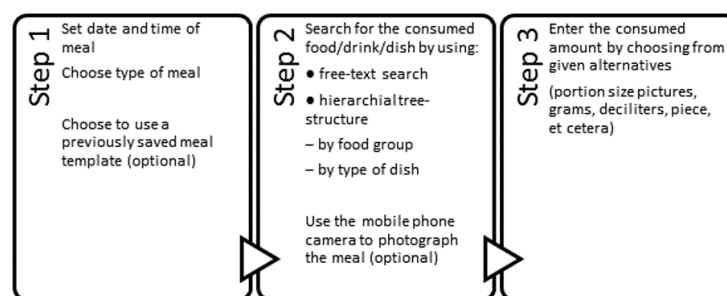 Step 1
Set date and time of
meal
Choose type of meal
Choose to use a
previously saved meal
template (optional)
Step 2
Search for the consumed
food/drink/dish by using:
● free-text search
● hierarchial tree-
structure
– by food group
– by type of dish
Use the mobile phone
camera to photograph
the meal (optional)
Step 3
Enter the consumed
amount by choosing from
given alternatives
(portion size pictures,
grams, deciliters, piece,
et cetera)